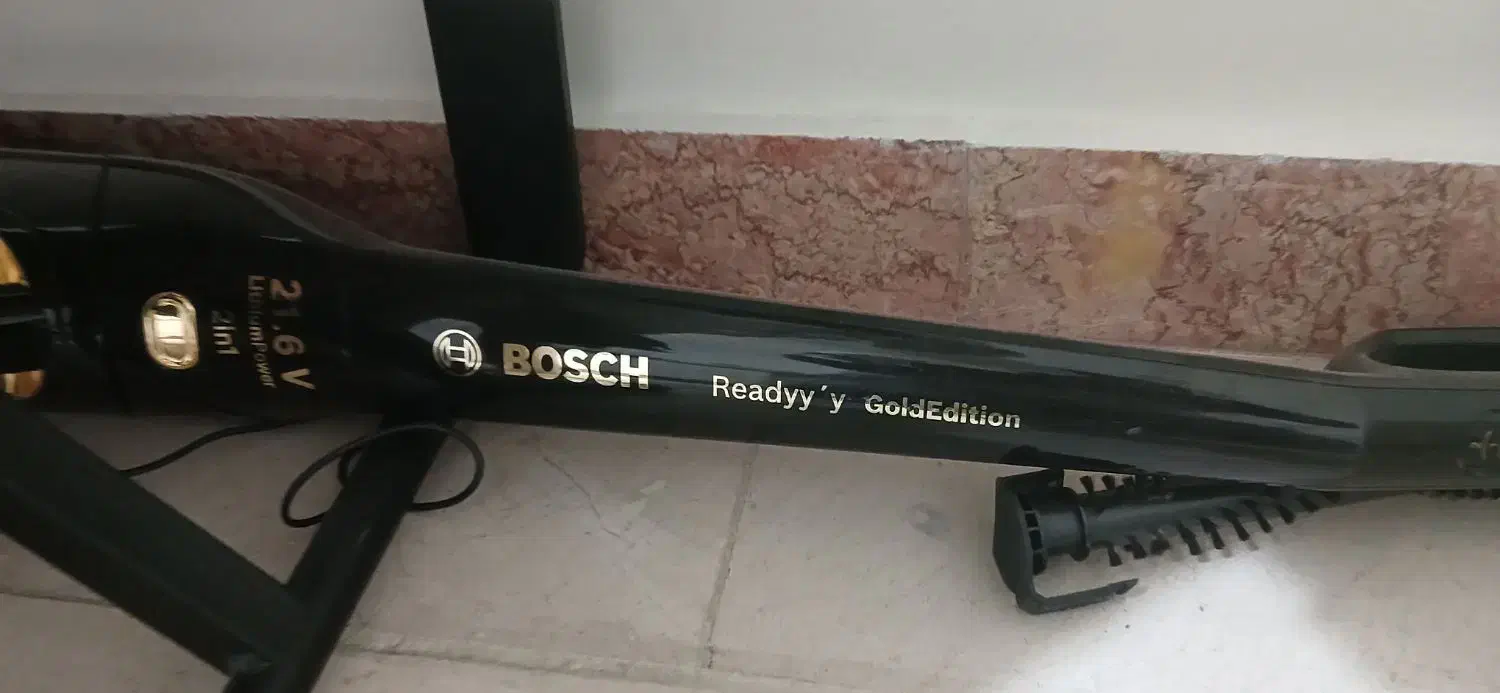 21.6 V
LithiumPower
2in1
BOSCH
Readyy´y GoldEdition